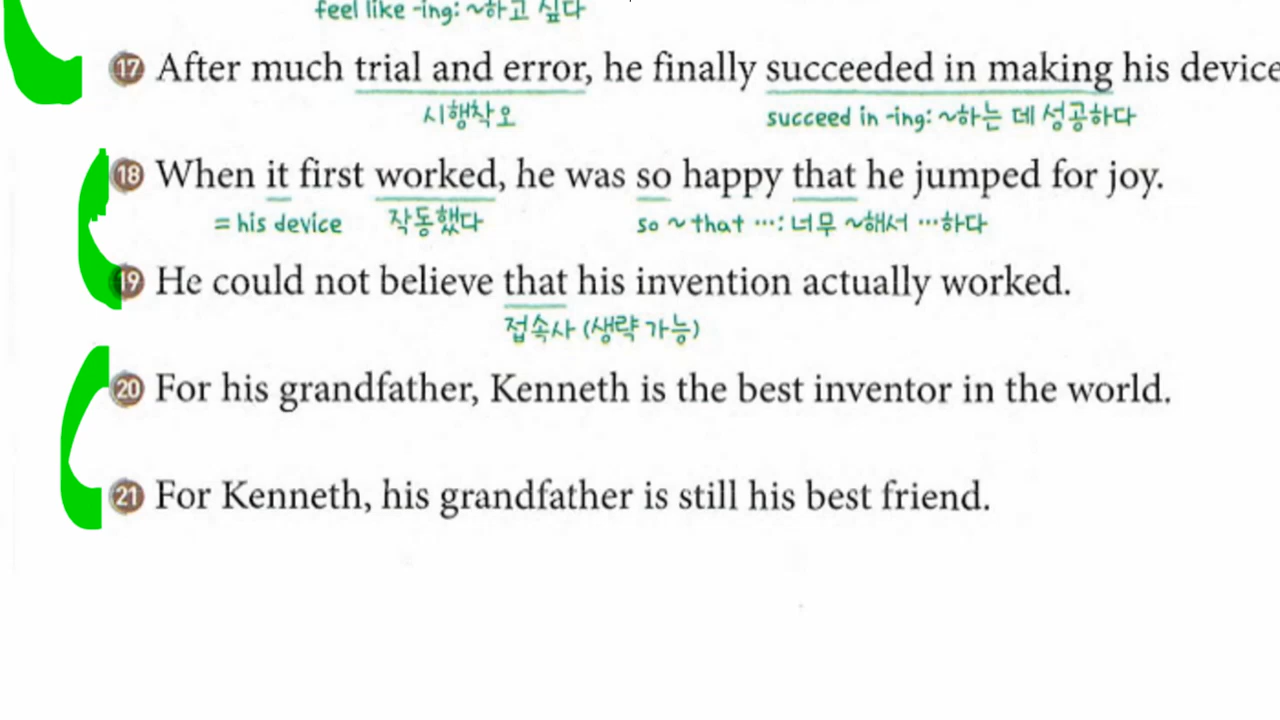 feel like -ing: ~하고 싶다
17 After much trial and error, he finally succeeded in making his device
시행착오 succeed in -ing: ~하는 데 성공하다
18 When it first worked, he was so happy that he jumped for joy.
= his device 작동했다 so ~ that …: 너무 ~해서 …하다
19 He could not believe that his invention actually worked.
접속사 (생략 가능)
20 For his grandfather, Kenneth is the best inventor in the world.
21 For Kenneth, his grandfather is still his best friend.